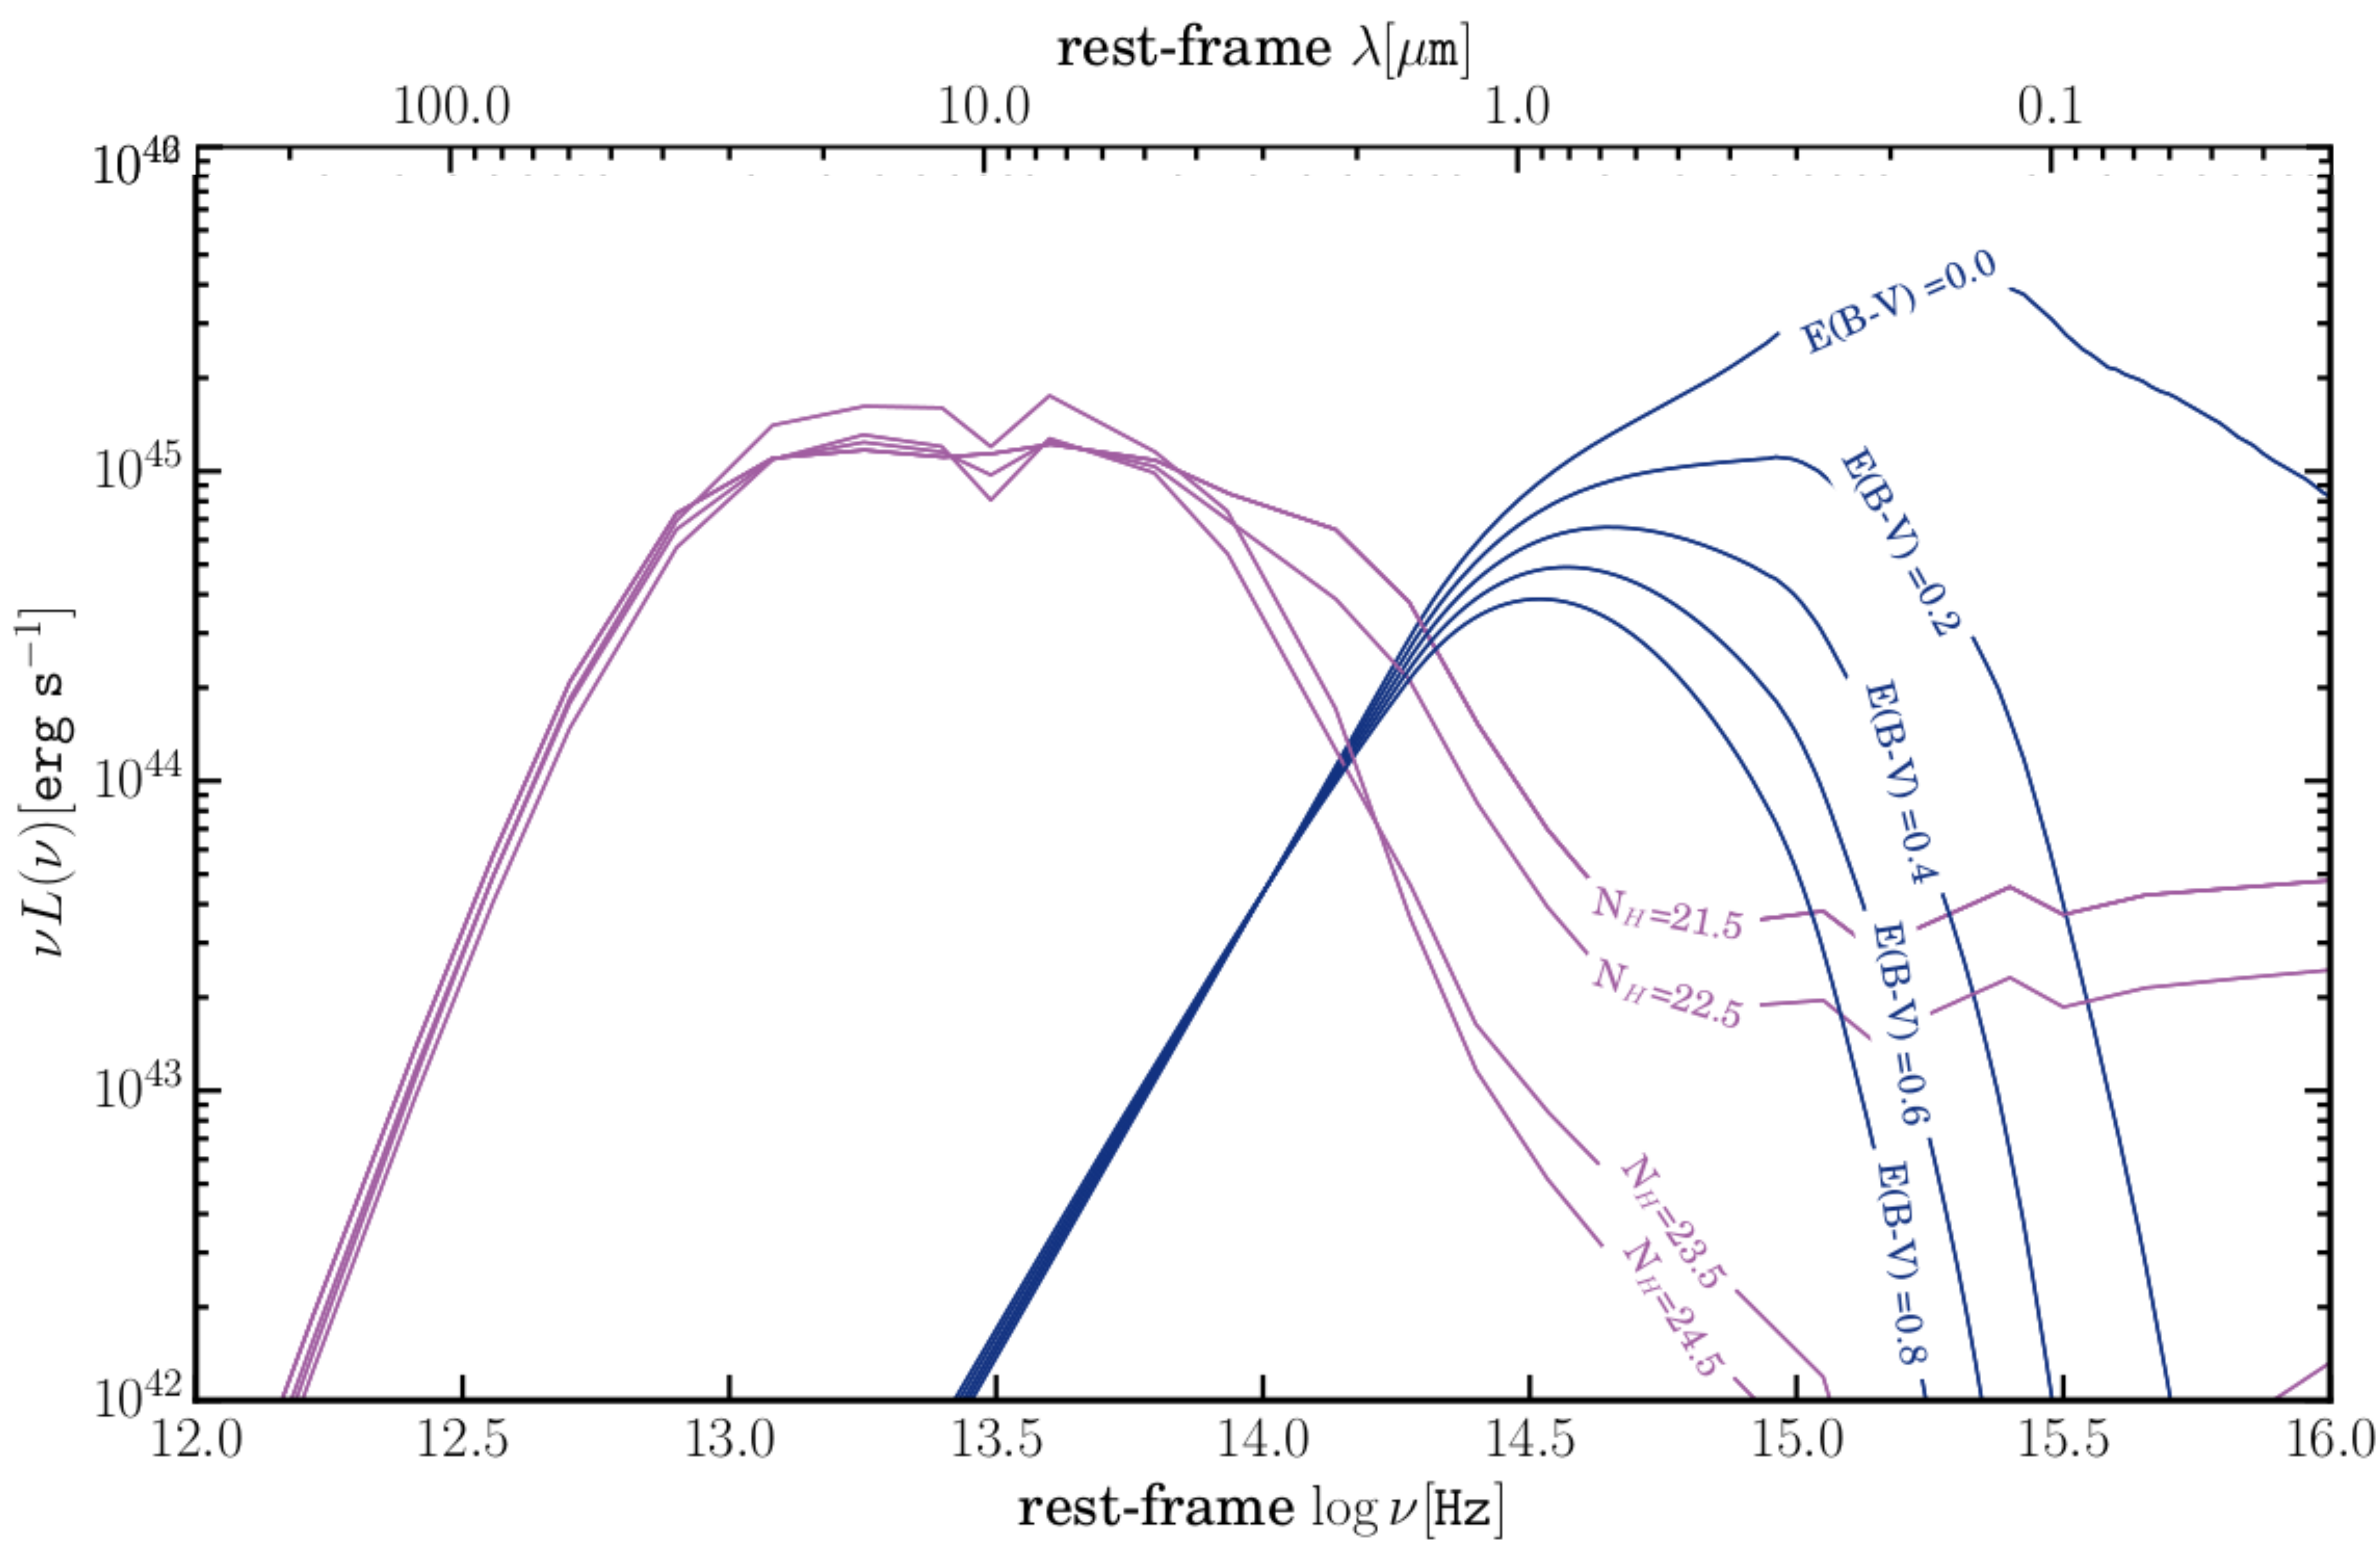 rest-frame λ[μm]
100.0 10.0 1.0 0.1
10^45
10^44
10^43
10^42
νL(ν)[erg s^−1]
E(B-V) =0.0
E(B-V) =0.2
E(B-V) =0.4
E(B-V) =0.6
E(B-V) =0.8
N_H=21.5
N_H=22.5
N_H=23.5
N_H=24.5
12.0 12.5 13.0 13.5 14.0 14.5 15.0 15.5 16.0
rest-frame log ν[Hz]